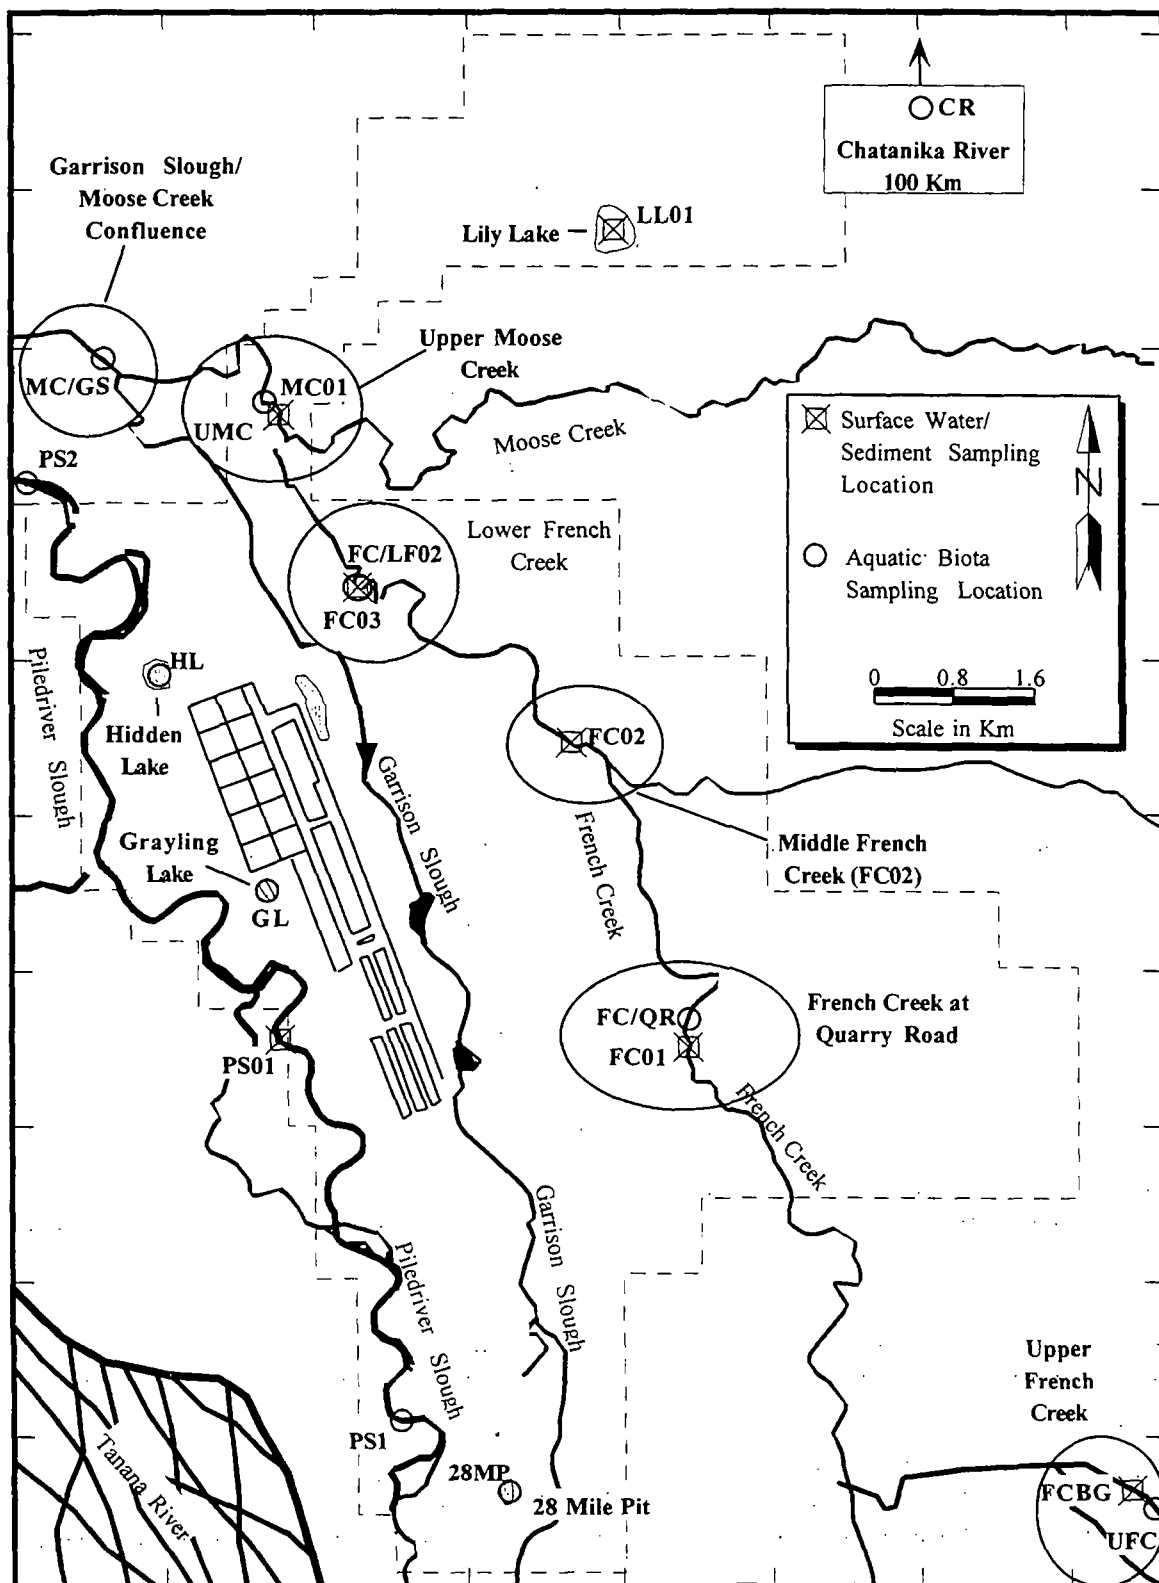 CR
Chatanika River
100 Km
Garrison Slough/
Moose Creek
Confluence
LL01
Lily Lake
Upper Moose
Creek
MC/GS
MC01
UMC
Moose Creek
Surface Water/
Sediment Sampling
Location
N
Aquatic Biota
Sampling Location
0 0.8 1.6
Scale in Km
PS2
Lower French
Creek
FC/LF02
FC03
HL
Hidden
Lake
Piledriver Slough
FC02
Garrison Slough
French Creek
Middle French
Creek (FC02)
Grayling
Lake
GL
FC/QR
FC01
French Creek at
Quarry Road
PS01
French Creek
Garrison Slough
Piledriver Slough
Upper
French
Creek
PS1
28MP
28 Mile Pit
Tanana River
FCBG
UFC